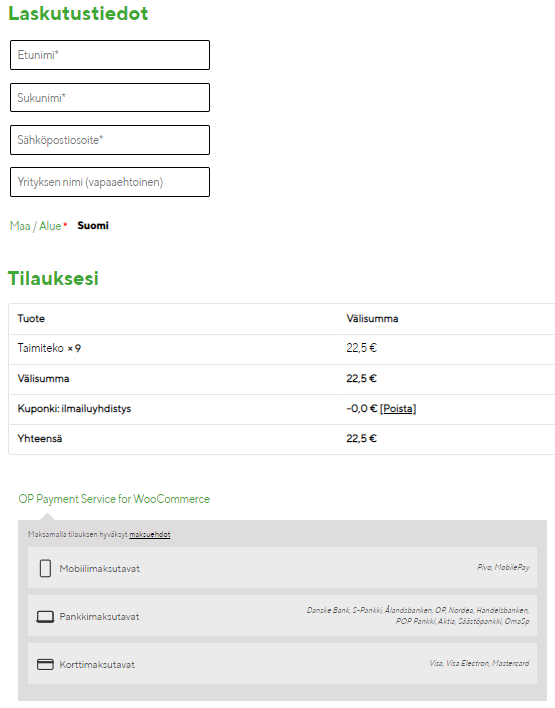 Laskutustiedot
Etunimi*
Sukunimi*
Sähköpostiosoite*
Yrityksen nimi (vapaaehtoinen)
Maa / Alue * Suomi
Tilauksesi
Tuote Välisumma
Taimiteko × 9 22,5 €
Välisumma 22,5 €
Kuponki: ilmailuyhdistys -0,0 € [Poista]
Yhteensä 22,5 €
OP Payment Service for WooCommerce
Maksamalla tilauksen hyväksyt maksuehdot
Mobiilimaksutavat Pivo, MobilePay
Pankkimaksutavat Danske Bank, S-Pankki, Ålandsbanken, OP, Nordea, Handelsbanken,
POP Pankki, Aktia, Säästöpankki, OmaSp
Korttimaksutavat Visa, Visa Electron, Mastercard